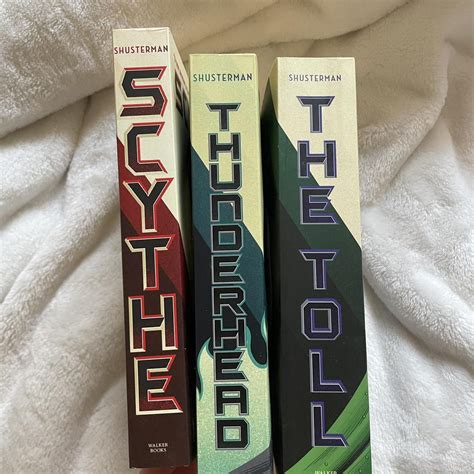 SHUSTERMAN
SCYTHE
WALKER
BOOKS
SHUSTERMAN
THUNDERHEAD
SHUSTERMAN
THE TOLL